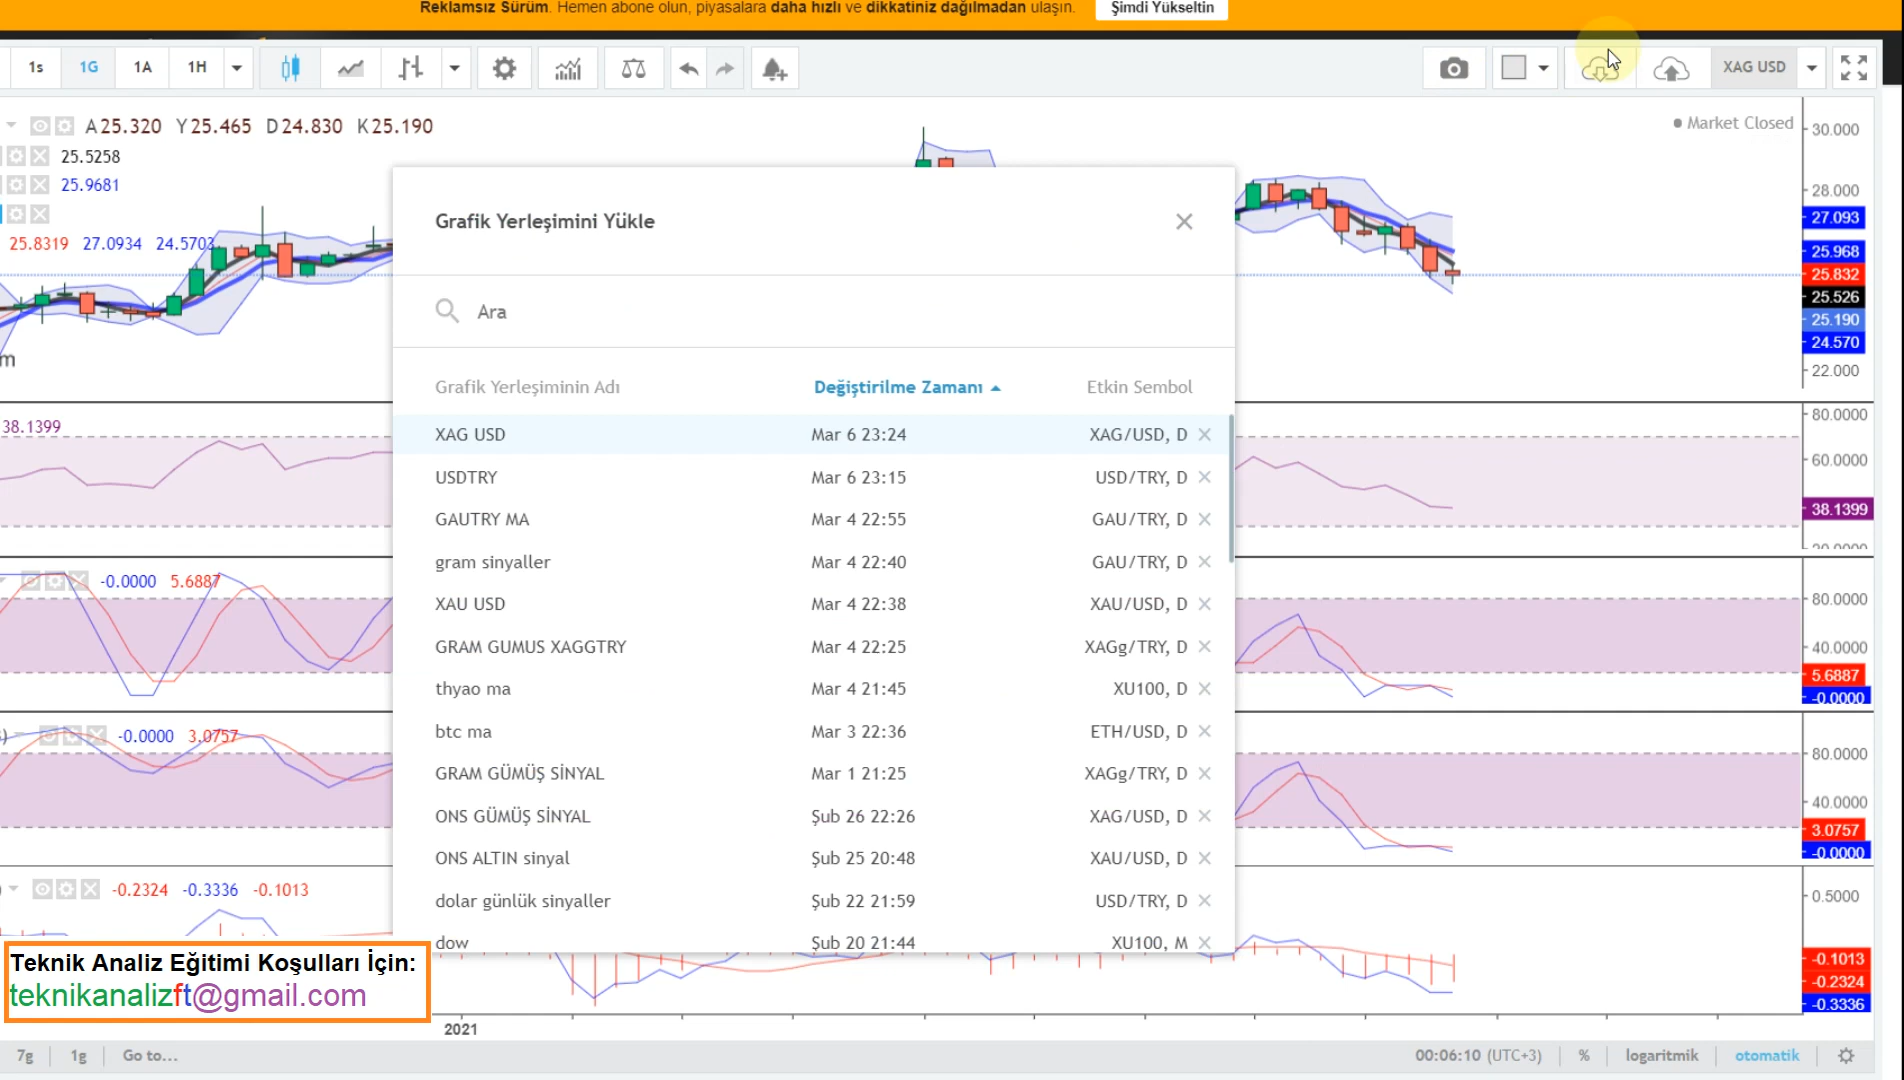 Reklamsız Sürüm. Hemen abone olun, piyasalara daha hızlı ve dikkatiniz dağılmadan ulaşın. Şimdi Yükseltin
1s 1G 1A 1H XAG USD
A25.320 Y25.465 D24.830 K25.190
Market Closed
25.5258
25.9681
25.8319 27.0934 24.5703
m
30.000
28.000
27.093
25.968
25.832
25.526
25.190
24.570
22.000
Grafik Yerleşimini Yükle
Ara
Grafik Yerleşiminin Adı Değiştirilme Zamanı Etkin Sembol
XAG USD Mar 6 23:24 XAG/USD, D
USDTRY Mar 6 23:15 USD/TRY, D
GAUTRY MA Mar 4 22:55 GAU/TRY, D
gram sinyaller Mar 4 22:40 GAU/TRY, D
XAU USD Mar 4 22:38 XAU/USD, D
GRAM GUMUS XAGGTRY Mar 4 22:25 XAGg/TRY, D
thyao ma Mar 4 21:45 XU100, D
btc ma Mar 3 22:36 ETH/USD, D
GRAM GÜMÜŞ SİNYAL Mar 1 21:25 XAGg/TRY, D
ONS GÜMÜŞ SİNYAL Şub 26 22:26 XAG/USD, D
ONS ALTIN sinyal Şub 25 20:48 XAU/USD, D
dolar günlük sinyaller Şub 22 21:59 USD/TRY, D
dow Şub 20 21:44 XU100, M
38.1399
80.0000
60.0000
38.1399
20.0000
-0.0000 5.6887
80.0000
40.0000
5.6887
-0.0000
-0.0000 3.0757
80.0000
40.0000
3.0757
-0.0000
-0.2324 -0.3336 -0.1013
0.5000
-0.1013
-0.2324
-0.3336
Teknik Analiz Eğitimi Koşulları İçin:
teknikanalizft@gmail.com
2021
7g 1g Go to... 00:06:10 (UTC+3) % logaritmik otomatik